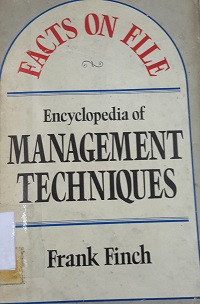 FACTS ON FILE
Encyclopedia of
MANAGEMENT
TECHNIQUES
Frank Finch